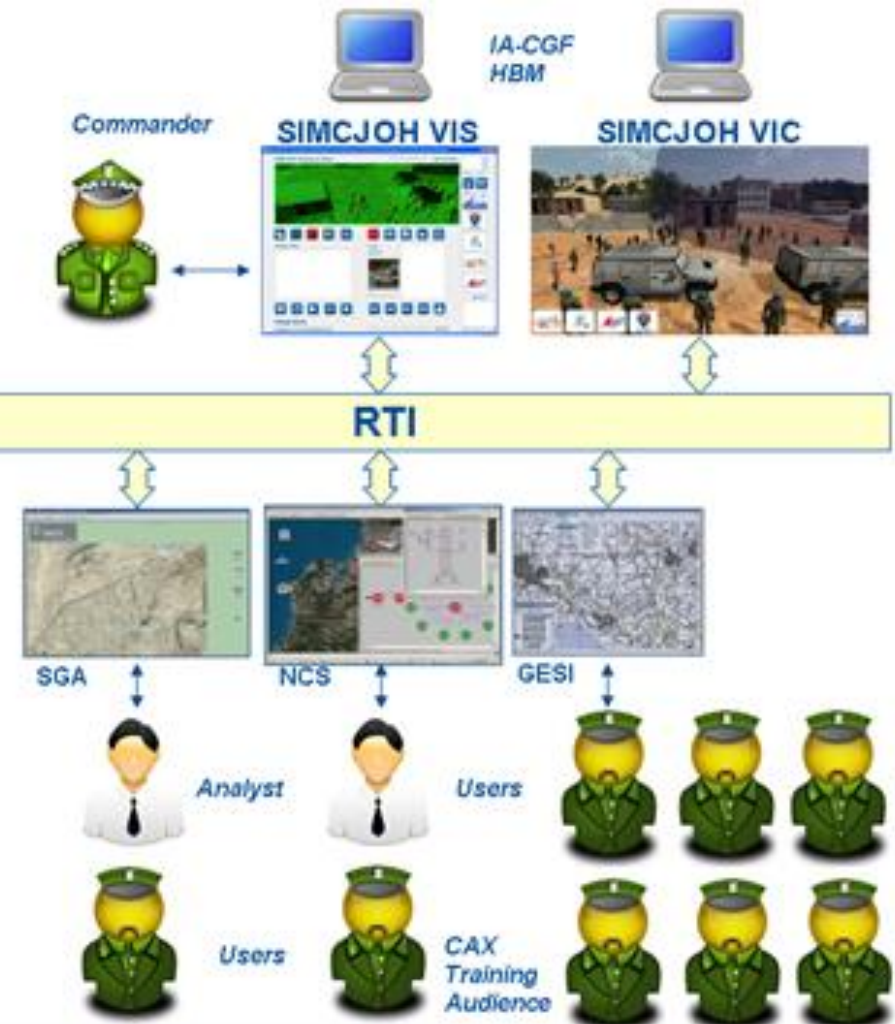 IA-CGF
HBM
Commander
SIMCJOH VIS
SIMCJOH VIC
RTI
SGA
NCS
GESI
Analyst
Users
Users
CAX
Training
Audience